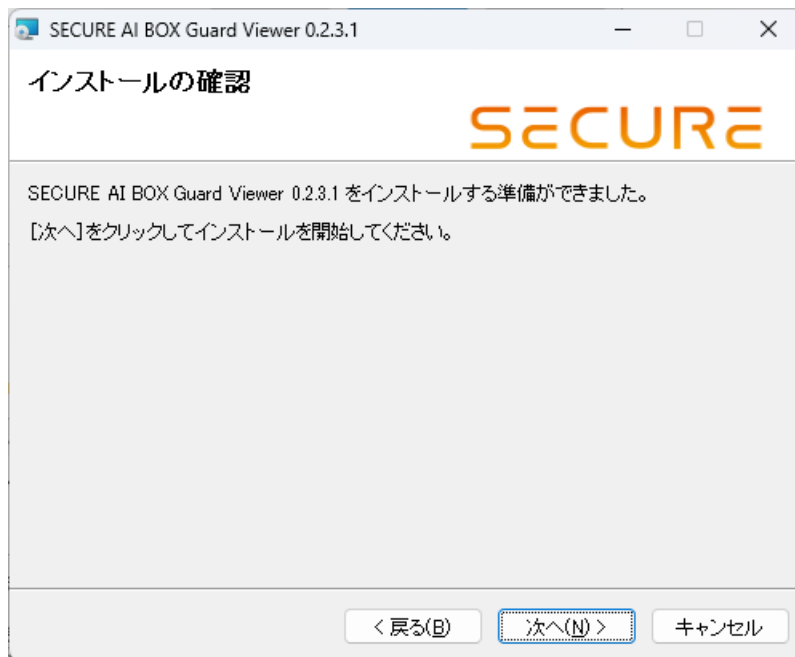 SECURE AI BOX Guard Viewer 0.2.3.1
インストールの確認
SECURE
SECURE AI BOX Guard Viewer 0.2.3.1 をインストールする準備ができました。
[次へ]をクリックしてインストールを開始してください。
< 戻る(B)
次へ(N) >
キャンセル